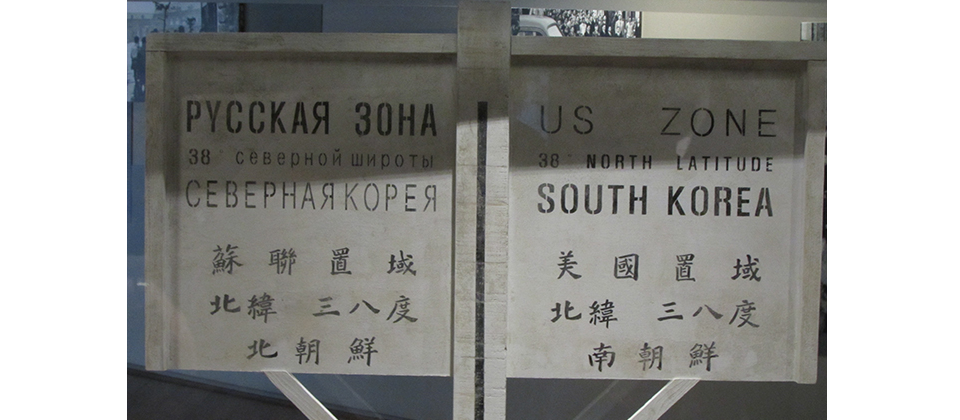 РУССКАЯ ЗОНА
38° северной широты
СЕВЕРНАЯ КОРЕЯ
蘇聯置域
北緯 三八度
北朝鮮
US ZONE
38° NORTH LATITUDE
SOUTH KOREA
美國置域
北緯 三八度
南朝鮮